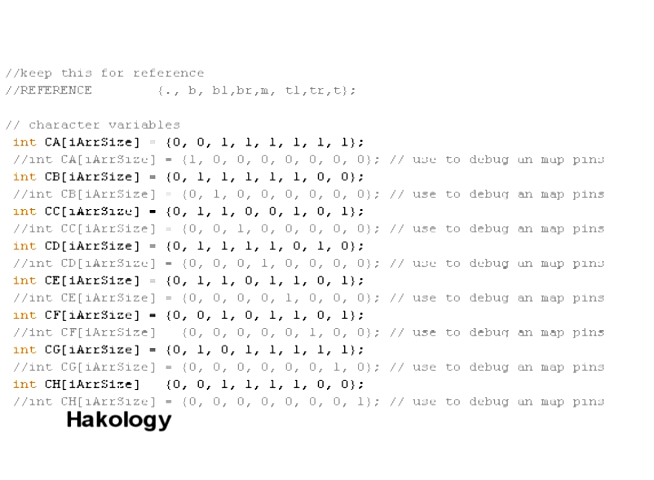 //keep this for reference
//REFERENCE {., b, bl,br,m, tl,tr,t};
// character variables
int CA[iArrSize] = {0, 0, 1, 1, 1, 1, 1, 1};
//int CA[iArrSize] = {1, 0, 0, 0, 0, 0, 0, 0}; // use to debug an map pins
int CB[iArrSize] = {0, 1, 1, 1, 1, 1, 0, 0};
//int CB[iArrSize] = {0, 1, 0, 0, 0, 0, 0, 0}; // use to debug an map pins
int CC[iArrSize] = {0, 1, 1, 0, 0, 1, 0, 1};
//int CC[iArrSize] = {0, 0, 1, 0, 0, 0, 0, 0}; // use to debug an map pins
int CD[iArrSize] = {0, 1, 1, 1, 1, 0, 1, 0};
//int CD[iArrSize] = {0, 0, 0, 1, 0, 0, 0, 0}; // use to debug an map pins
int CE[iArrSize] = {0, 1, 1, 0, 1, 1, 0, 1};
//int CE[iArrSize] = {0, 0, 0, 0, 1, 0, 0, 0}; // use to debug an map pins
int CF[iArrSize] = {0, 0, 1, 0, 1, 1, 0, 1};
//int CF[iArrSize] {0, 0, 0, 0, 0, 1, 0, 0}; // use to debug an map pins
int CG[iArrSize] = {0, 1, 0, 1, 1, 1, 1, 1};
//int CG[iArrSize] = {0, 0, 0, 0, 0, 0, 1, 0}; // use to debug an map pins
int CH[iArrSize] {0, 0, 1, 1, 1, 1, 0, 0};
//int CH[iArrSize] = {0, 0, 0, 0, 0, 0, 0, 1}; // use to debug an map pins
Hakology